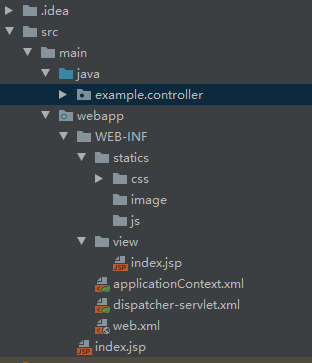 .idea
src
main
java
example.controller
webapp
WEB-INF
statics
css
image
js
view
index.jsp
applicationContext.xml
dispatcher-servlet.xml
web.xml
index.jsp